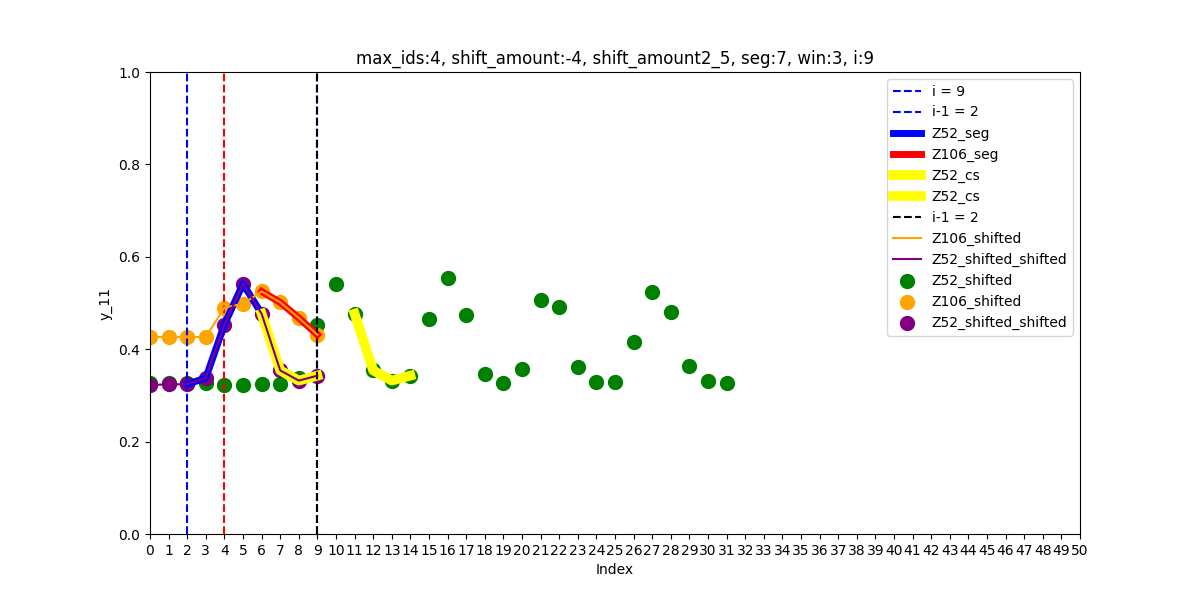 max_ids:4, shift_amount:-4, shift_amount2_5, seg:7, win:3, i:9
1.0
0.8
0.6
0.4
0.2
0.0
y_11
i = 9
i-1 = 2
Z52_seg
Z106_seg
Z52_cs
Z52_cs
i-1 = 2
Z106_shifted
Z52_shifted_shifted
Z52_shifted
Z106_shifted
Z52_shifted_shifted
0 1 2 3 4 5 6 7 8 9 10 11 12 13 14 15 16 17 18 19 20 21 22 23 24 25 26 27 28 29 30 31 32 33 34 35 36 37 38 39 40 41 42 43 44 45 46 47 48 49 50
Index